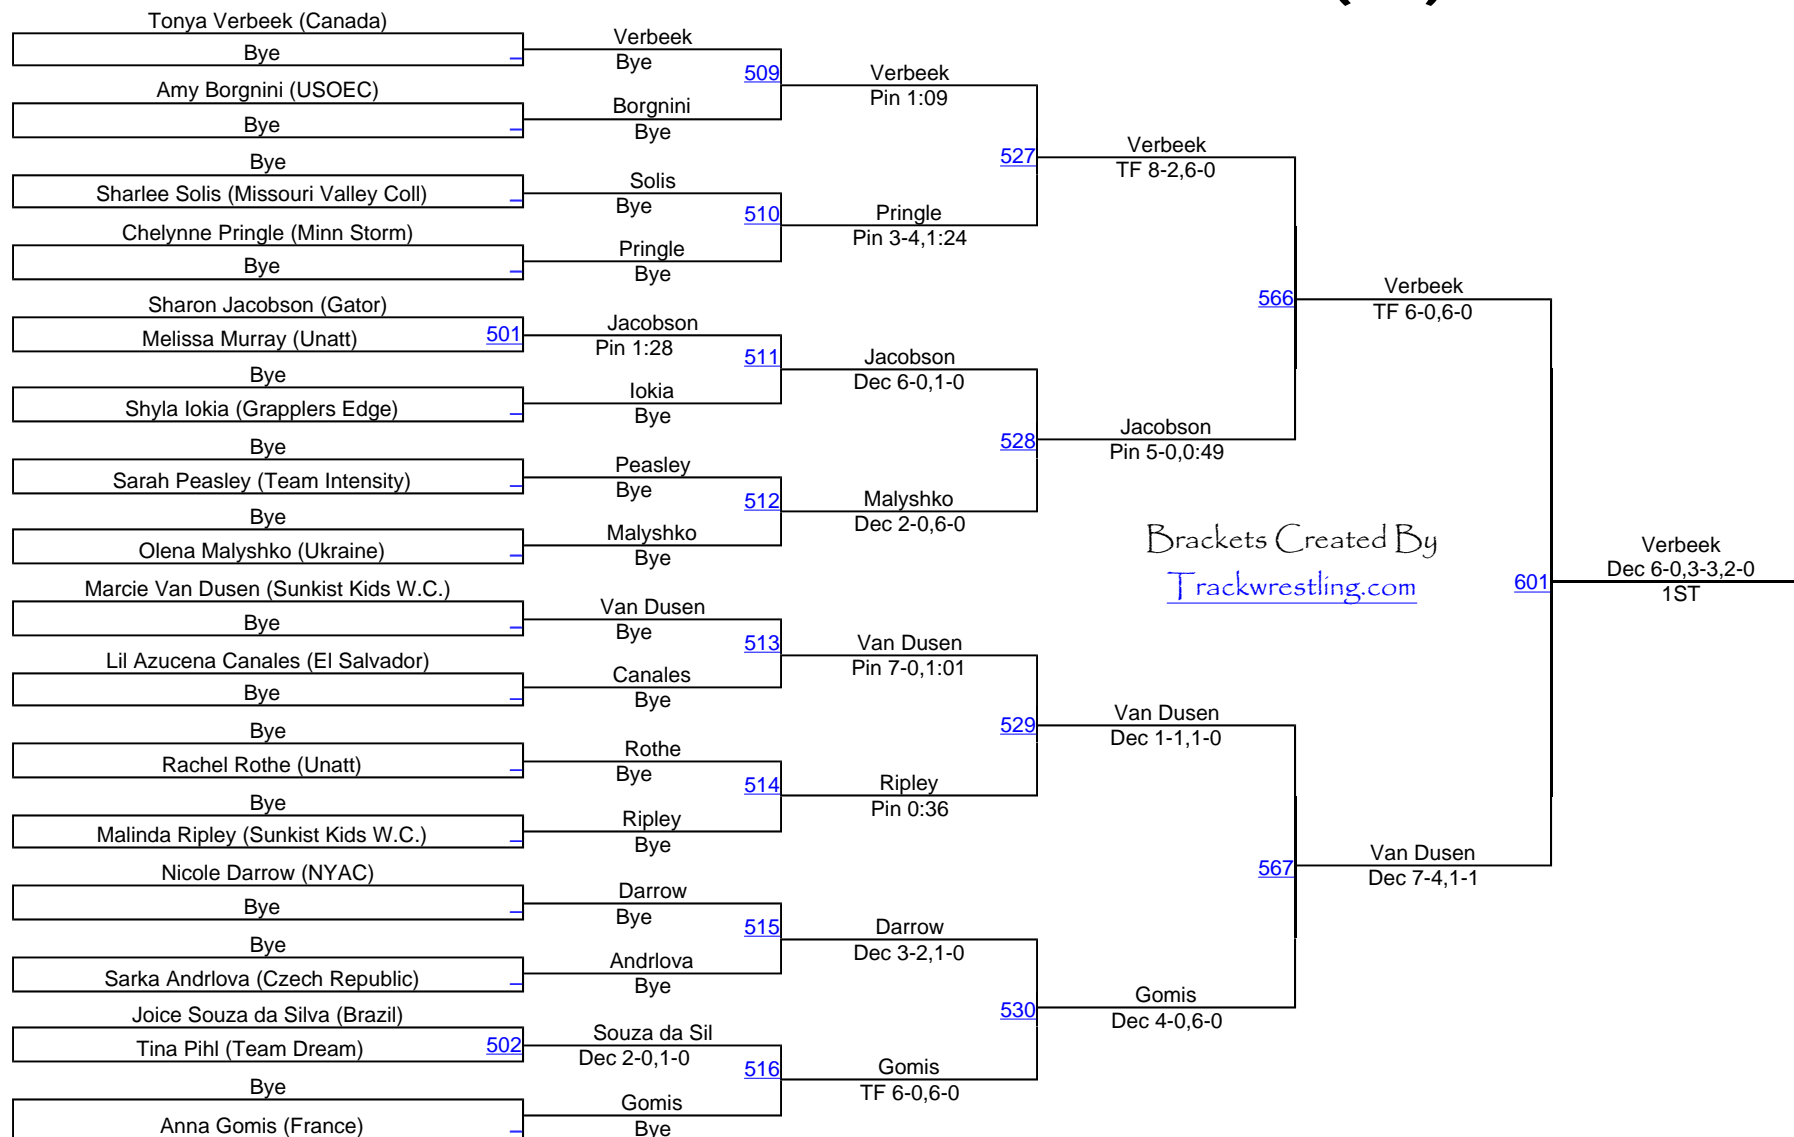 Tonya Verbeek (Canada)
Bye
Amy Borgnini (USOEC)
Bye
Bye
Sharlee Solis (Missouri Valley Coll)
Chelynne Pringle (Minn Storm)
Bye
Sharon Jacobson (Gator)
Melissa Murray (Unatt) 501
Bye
Shyla Iokia (Grapplers Edge)
Bye
Sarah Peasley (Team Intensity)
Bye
Olena Malyshko (Ukraine)
Marcie Van Dusen (Sunkist Kids W.C.)
Bye
Lil Azucena Canales (El Salvador)
Bye
Bye
Rachel Rothe (Unatt)
Bye
Malinda Ripley (Sunkist Kids W.C.)
Nicole Darrow (NYAC)
Bye
Bye
Sarka Andrlova (Czech Republic)
Joice Souza da Silva (Brazil)
Tina Pihl (Team Dream) 502
Bye
Anna Gomis (France)
Verbeek
Bye
509
Borgnini
Bye
Solis
Bye
510
Pringle
Bye
Jacobson
Pin 1:28
511
Iokia
Bye
Peasley
Bye
512
Malyshko
Bye
Van Dusen
Bye
513
Canales
Bye
Rothe
Bye
514
Ripley
Bye
Darrow
Bye
515
Andrlova
Bye
Souza da Sil
Dec 2-0,1-0
516
Gomis
Bye
Verbeek
Pin 1:09
527
Pringle
Pin 3-4,1:24
Jacobson
Dec 6-0,1-0
528
Malyshko
Dec 2-0,6-0
Van Dusen
Pin 7-0,1:01
529
Ripley
Pin 0:36
Darrow
Dec 3-2,1-0
530
Gomis
TF 6-0,6-0
Verbeek
TF 8-2,6-0
566
Jacobson
Pin 5-0,0:49
Van Dusen
Dec 1-1,1-0
567
Gomis
Dec 4-0,6-0
Verbeek
TF 6-0,6-0
601
Van Dusen
Dec 7-4,1-1
Brackets Created By
Trackwrestling.com
Verbeek
Dec 6-0,3-3,2-0
1ST